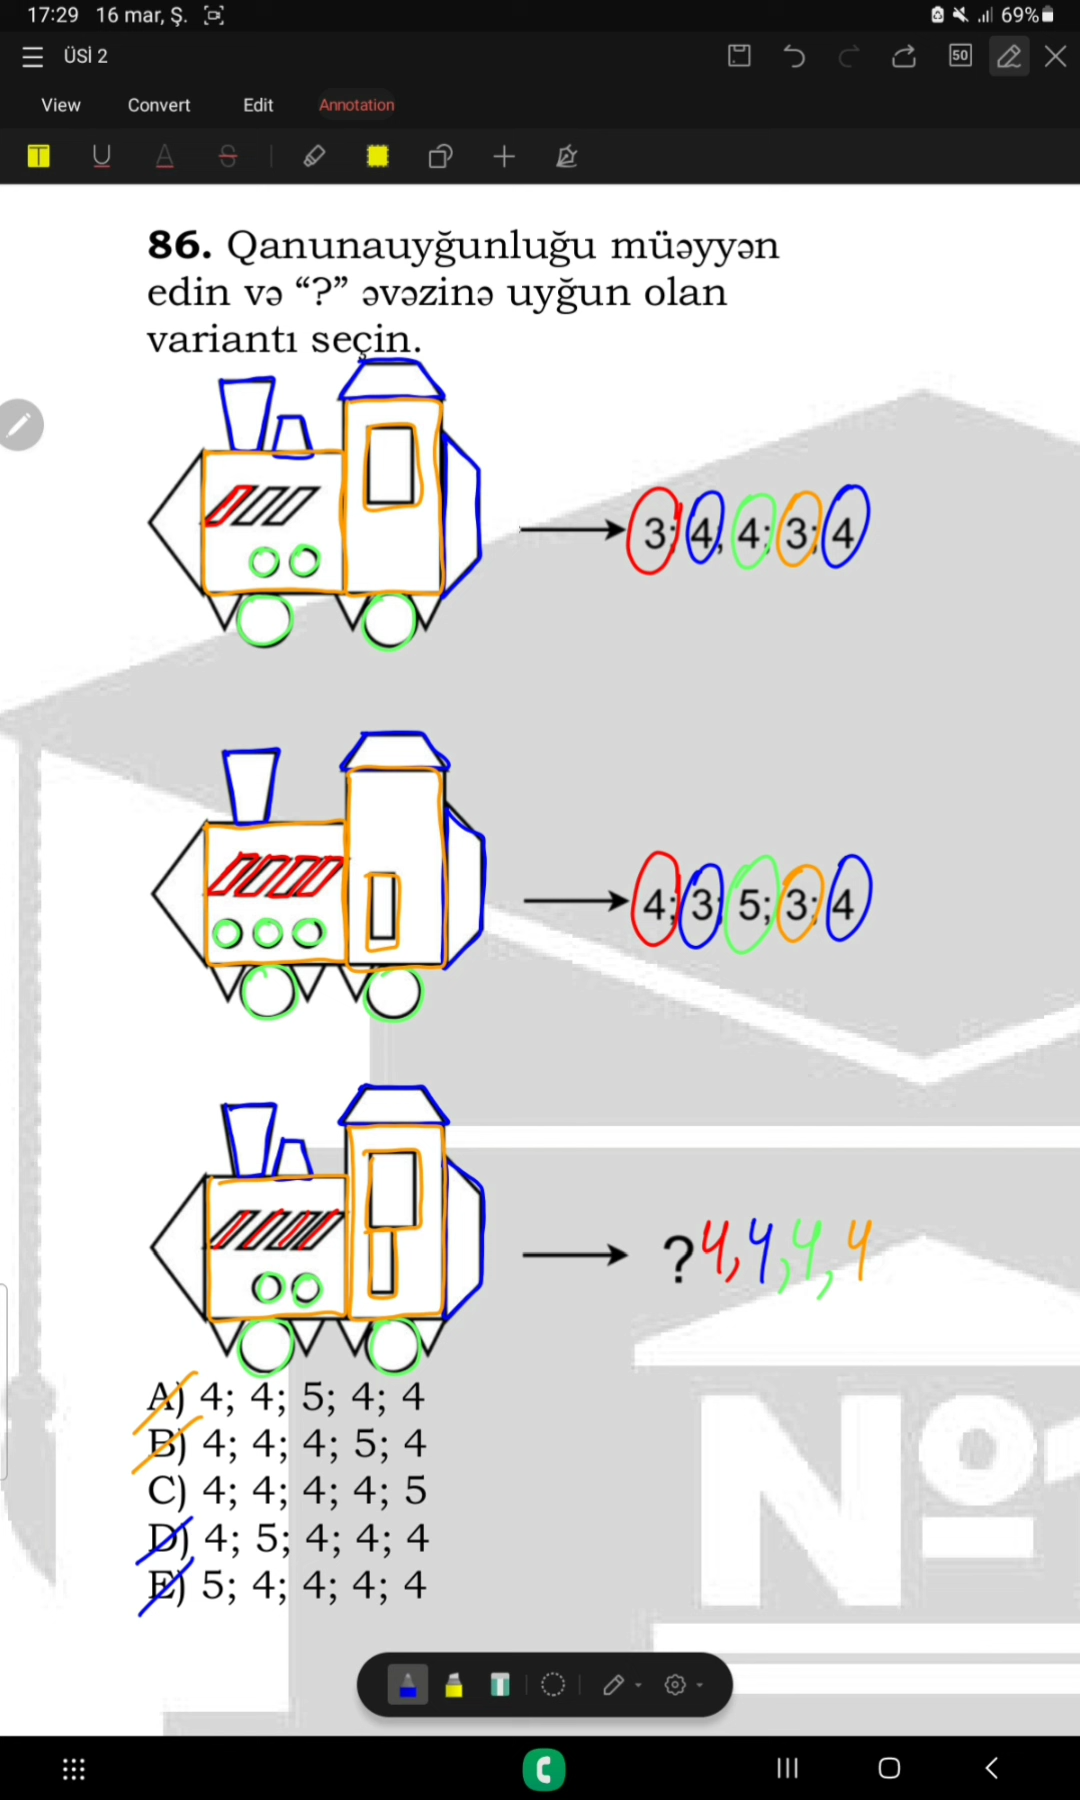 17:29 16 mar, Ş. 69%
ÜSİ 2 50
View Convert Edit Annotation
T U A S
86. Qanunauyğunluğu müəyyən
edin və “?” əvəzinə uyğun olan
variantı seçin.
3; 4; 4; 3; 4
4; 3; 5; 3; 4
? 4, 4, 4, 4
A) 4; 4; 5; 4; 4
B) 4; 4; 4; 5; 4
C) 4; 4; 4; 4; 5
D) 4; 5; 4; 4; 4
E) 5; 4; 4; 4; 4
№1